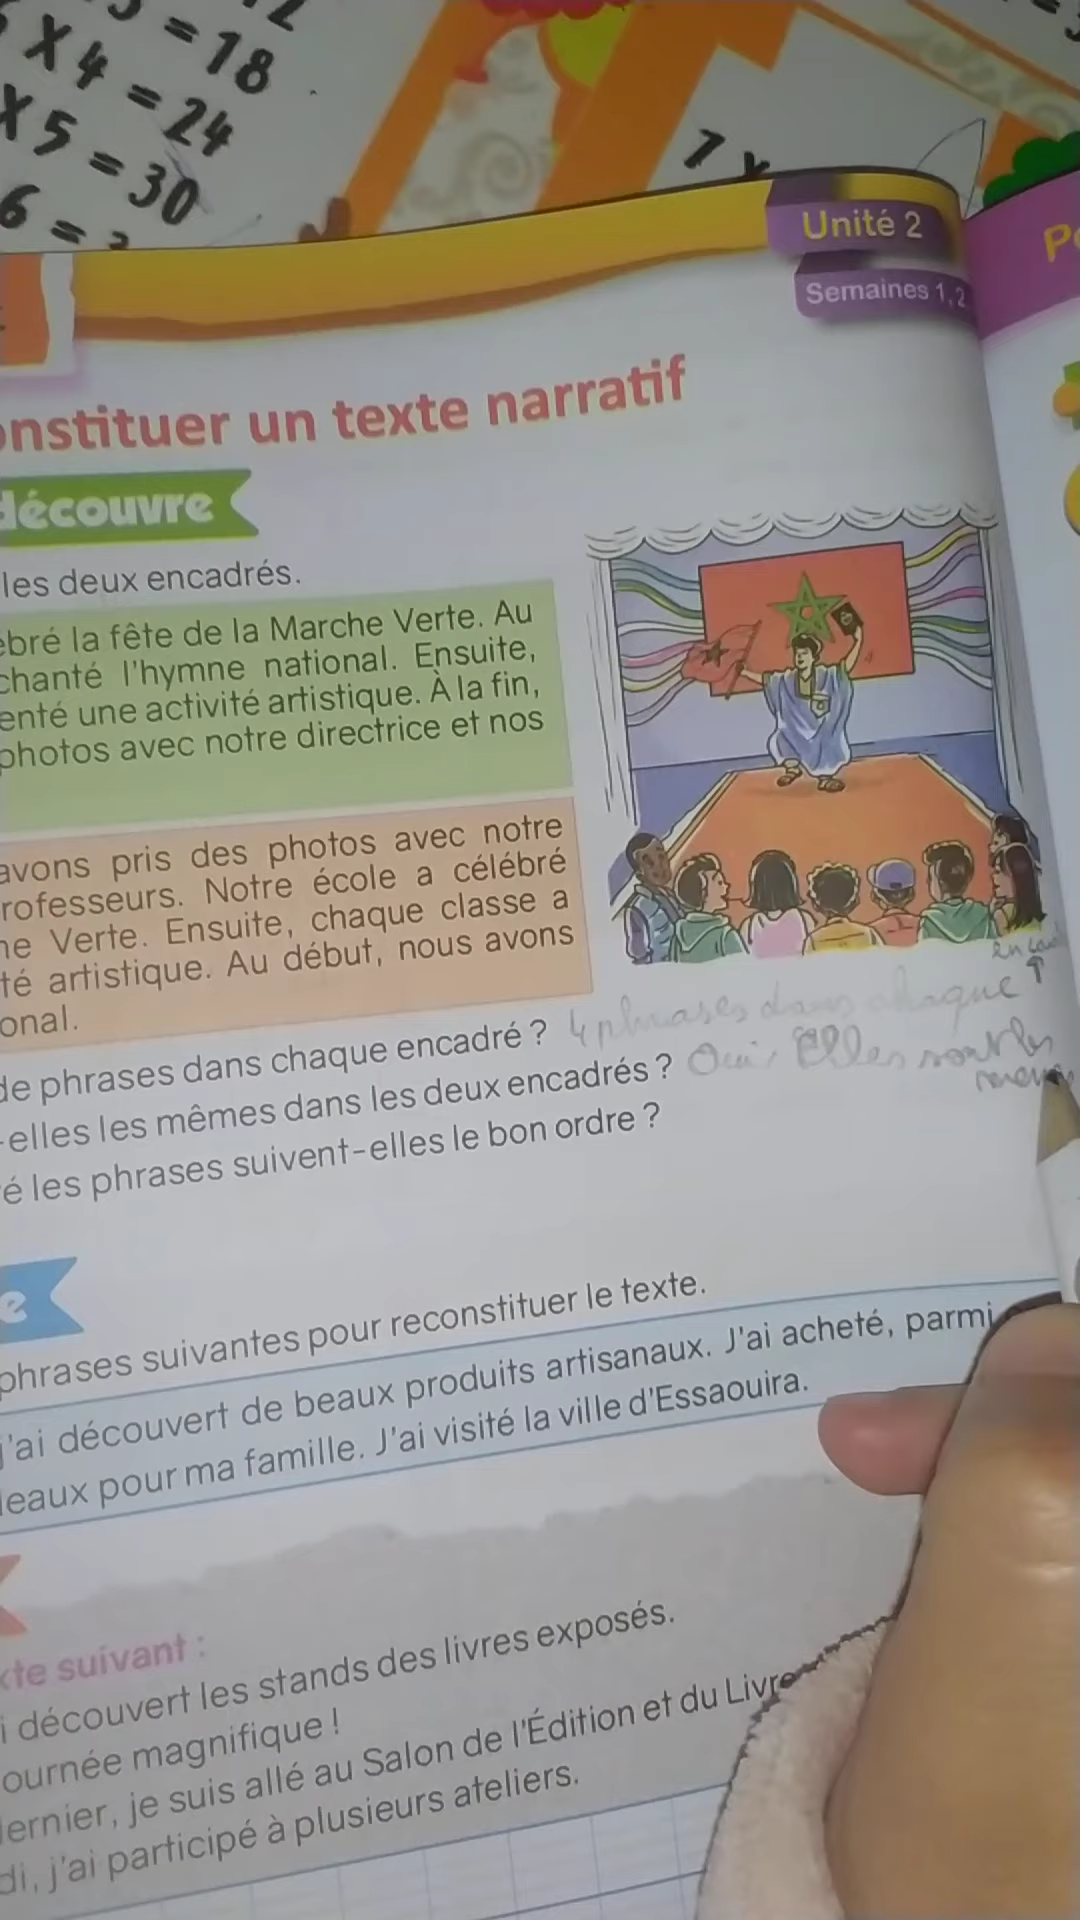 = 18
X 4 = 24
X 5 = 30
6 =
7 x
Unité 2
Semaines 1,2
onstituer un texte narratif
découvre
les deux encadrés.
ébré la fête de la Marche Verte. Au
chanté l'hymne national. Ensuite,
enté une activité artistique. À la fin,
photos avec notre directrice et nos
avons pris des photos avec notre
rofesseurs. Notre école a célébré
he Verte. Ensuite, chaque classe a
té artistique. Au début, nous avons
onal.
de phrases dans chaque encadré ? 4 phrases dans chaque
-elles les mêmes dans les deux encadrés ? Oui, Elles sont les
é les phrases suivent-elles le bon ordre ?
e
phrases suivantes pour reconstituer le texte.
j'ai découvert de beaux produits artisanaux. J'ai acheté, parmi
eaux pour ma famille. J'ai visité la ville d'Essaouira.
xte suivant :
i découvert les stands des livres exposés.
ournée magnifique !
dernier, je suis allé au Salon de l'Édition et du Livre
di, j'ai participé à plusieurs ateliers.